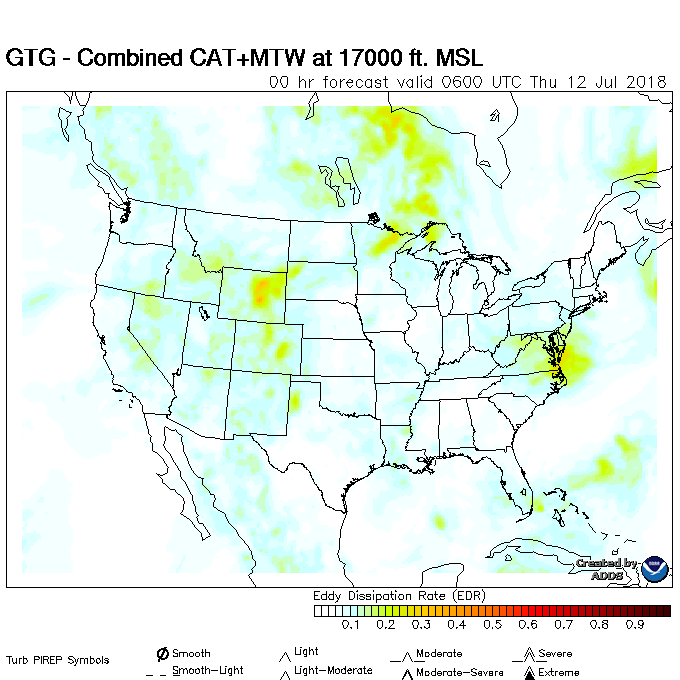 GTG - Combined CAT+MTW at 17000 ft. MSL
00 hr forecast valid 0600 UTC Thu 12 Jul 2018
Created by
ADDS
Eddy Dissipation Rate (EDR)
0.1 0.2 0.3 0.4 0.5 0.6 0.7 0.8 0.9
Turb PIREP Symbols
Smooth Light Moderate Severe
Smooth-Light Light-Moderate Moderate-Severe Extreme